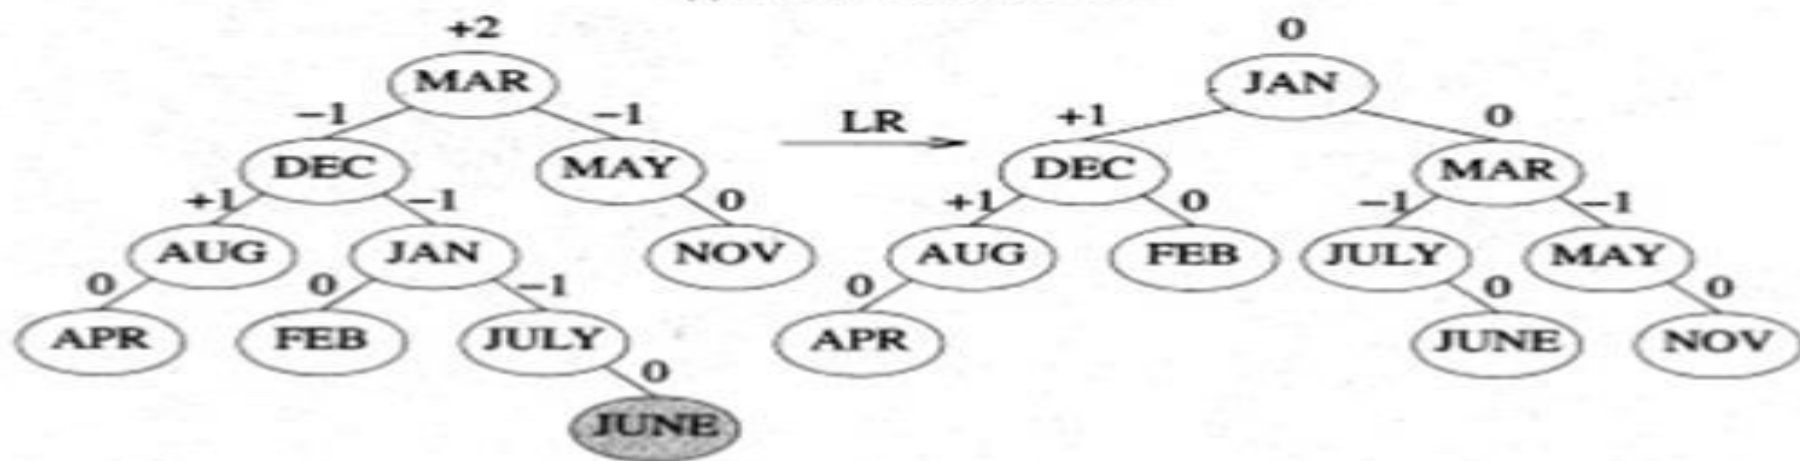 +2 0
MAR JAN
−1 −1 LR +1 0
DEC MAY DEC MAR
+1 −1 0 +1 0 −1 −1
AUG JAN NOV AUG FEB JULY MAY
0 0 −1 0 0 0
APR FEB JULY APR JUNE NOV
0
JUNE